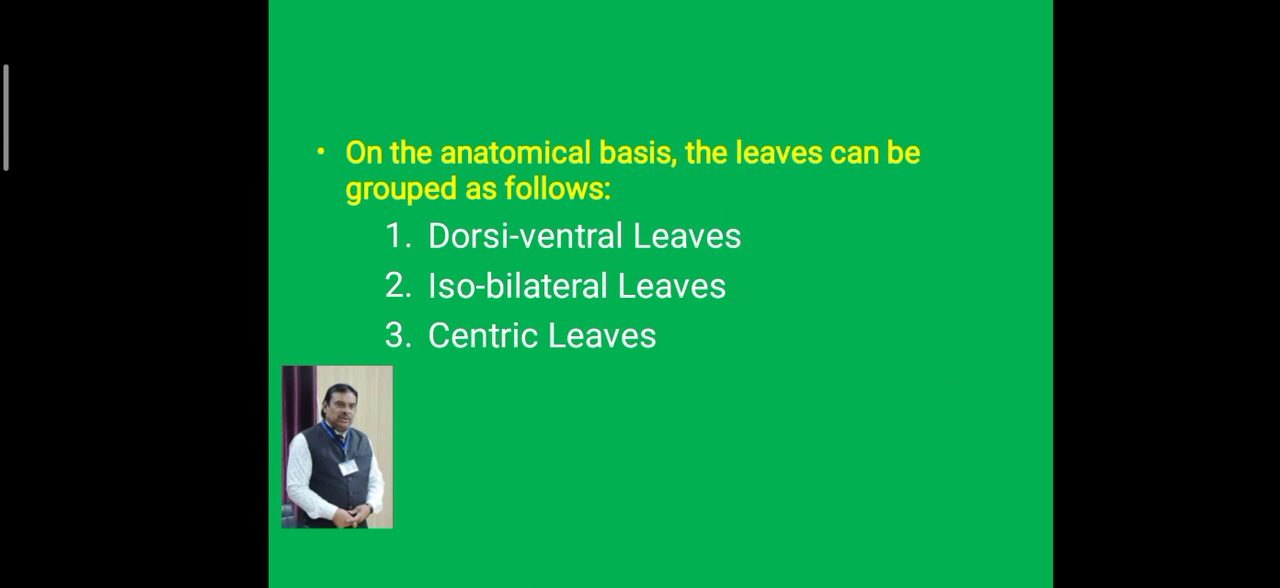 • On the anatomical basis, the leaves can be
grouped as follows:
1. Dorsi-ventral Leaves
2. Iso-bilateral Leaves
3. Centric Leaves